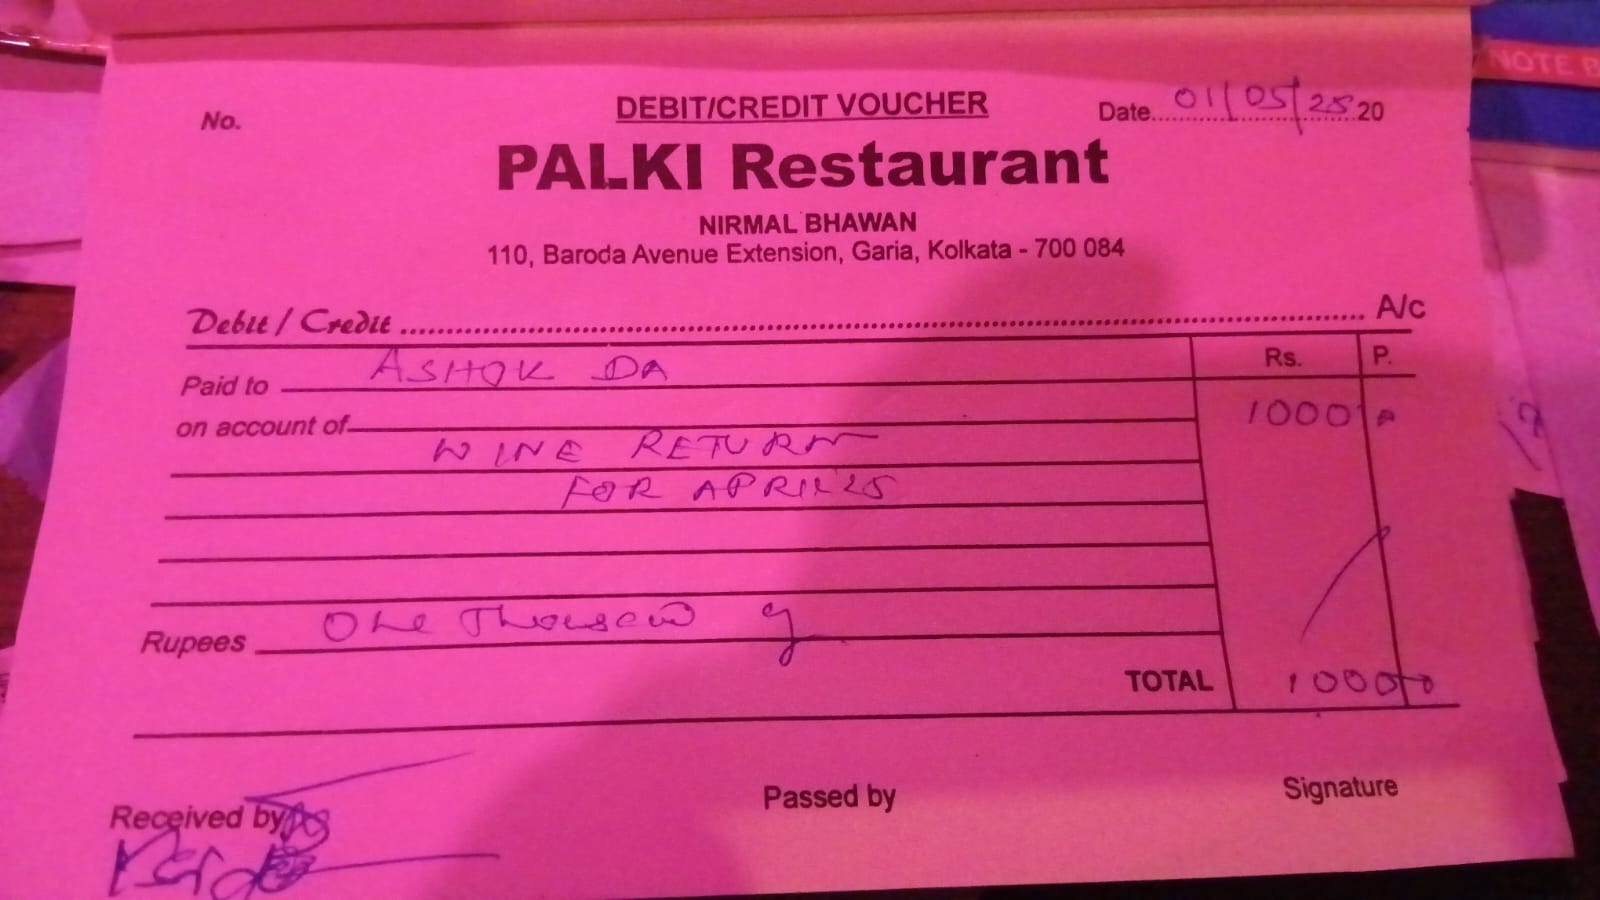 No.
DEBIT/CREDIT VOUCHER
Date 01/05/25 20
PALKI Restaurant
NIRMAL BHAWAN
110, Baroda Avenue Extension, Garia, Kolkata - 700 084
Debit / Credit A/c
Rs. P.
Paid to ASHOK DA
on account of 1000
WINE RETURN
FOR APRIL'25
Rupees One Thousand
TOTAL 1000
Received by
Passed by
Signature
NOTE B